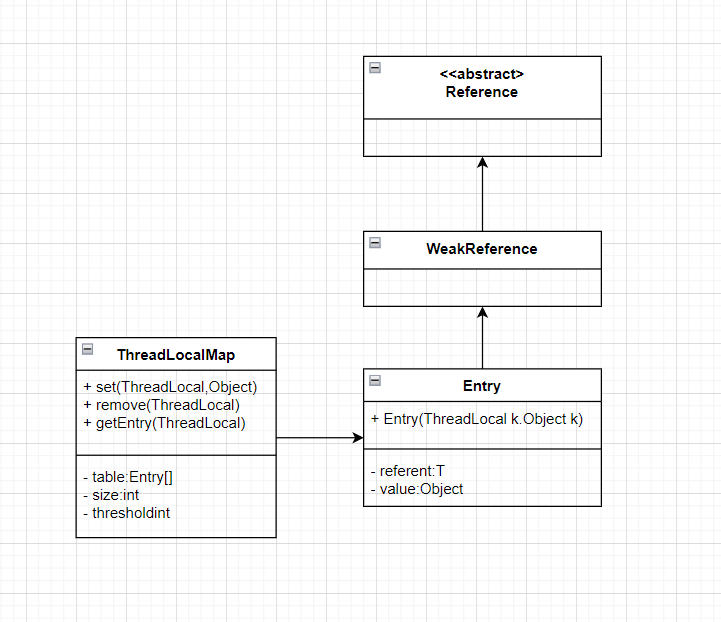 <<abstract>>
Reference
WeakReference
ThreadLocalMap
+ set(ThreadLocal,Object)
+ remove(ThreadLocal)
+ getEntry(ThreadLocal)
- table:Entry[]
- size:int
- thresholdint
Entry
+ Entry(ThreadLocal k.Object k)
- referent:T
- value:Object